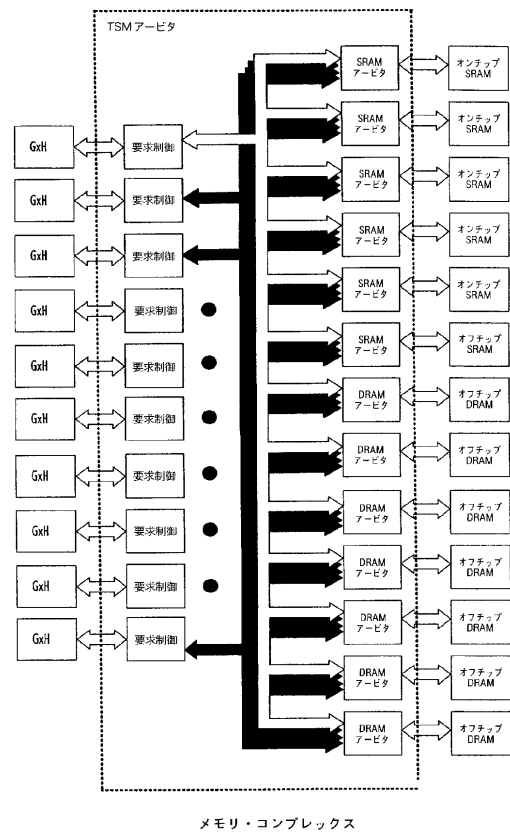 TSMアービタ
GxH
要求制御
GxH
要求制御
GxH
要求制御
GxH
要求制御
GxH
要求制御
GxH
要求制御
GxH
要求制御
GxH
要求制御
GxH
要求制御
GxH
要求制御
SRAM
アービタ
オンチップ
SRAM
SRAM
アービタ
オンチップ
SRAM
SRAM
アービタ
オンチップ
SRAM
SRAM
アービタ
オンチップ
SRAM
SRAM
アービタ
オンチップ
SRAM
SRAM
アービタ
オフチップ
SRAM
DRAM
アービタ
オフチップ
DRAM
DRAM
アービタ
オフチップ
DRAM
DRAM
アービタ
オフチップ
DRAM
DRAM
アービタ
オフチップ
DRAM
DRAM
アービタ
オフチップ
DRAM
DRAM
アービタ
オフチップ
DRAM
DRAM
アービタ
オフチップ
DRAM
メモリ・コンプレックス